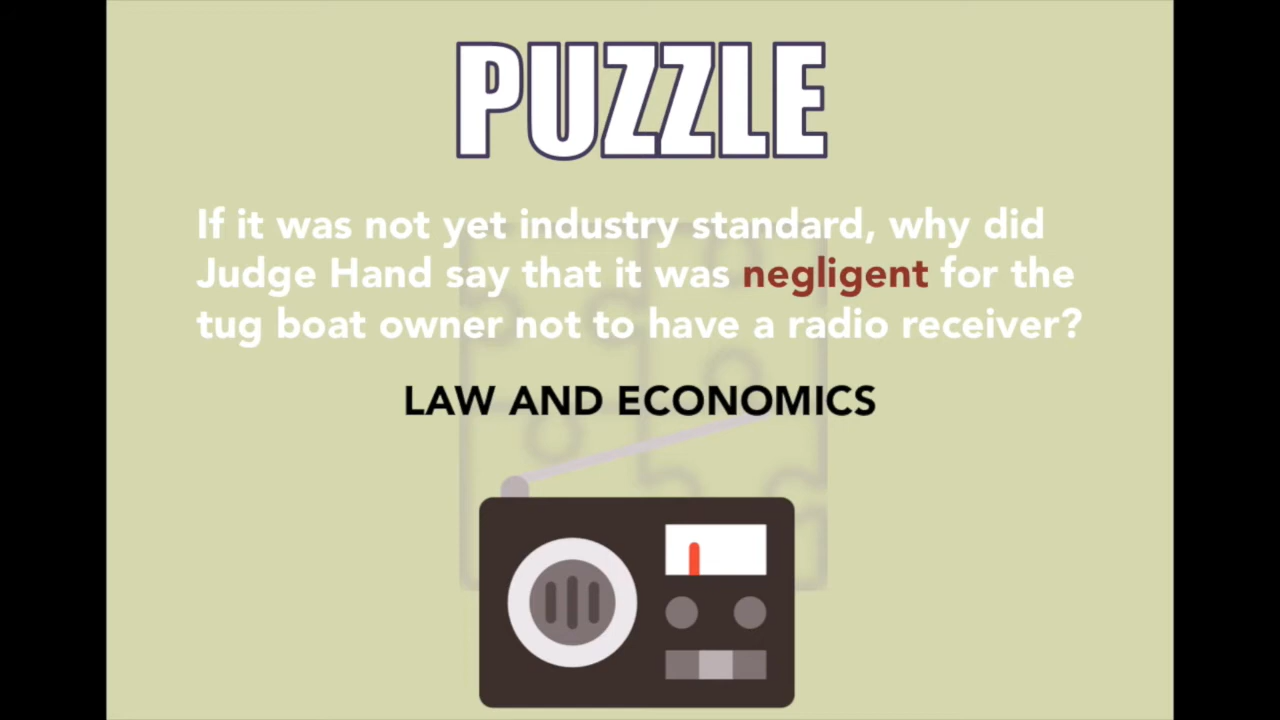 PUZZLE
If it was not yet industry standard, why did
Judge Hand say that it was negligent for the
tug boat owner not to have a radio receiver?
LAW AND ECONOMICS